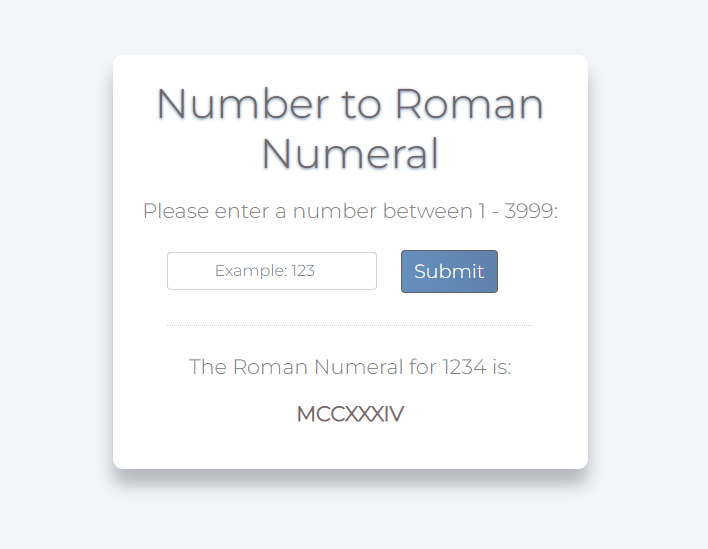 Number to Roman
Numeral
Please enter a number between 1 - 3999:
Example: 123
Submit
The Roman Numeral for 1234 is:
MCCXXXIV